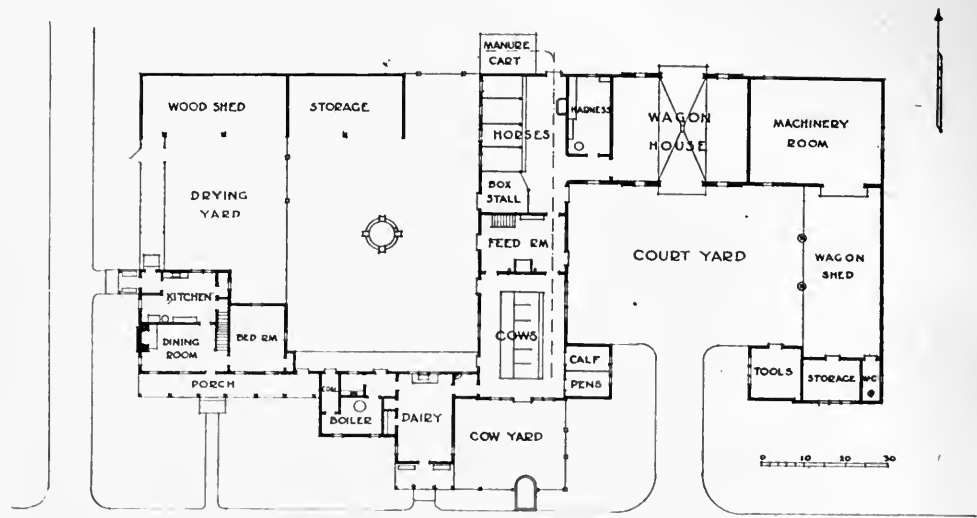 MANURE
CART
WOOD SHED
STORAGE
HORSES
HARNESS
WAGON
HOUSE
MACHINERY
ROOM
BOX
STALL
DRYING
YARD
FEED RM
COURT YARD
WAGON
SHED
KITCHEN
DINING
ROOM
BED RM
COWS
PORCH
CALF
PENS
TOOLS
STORAGE
WC
BOILER
DAIRY
COW YARD
0 10 20 30